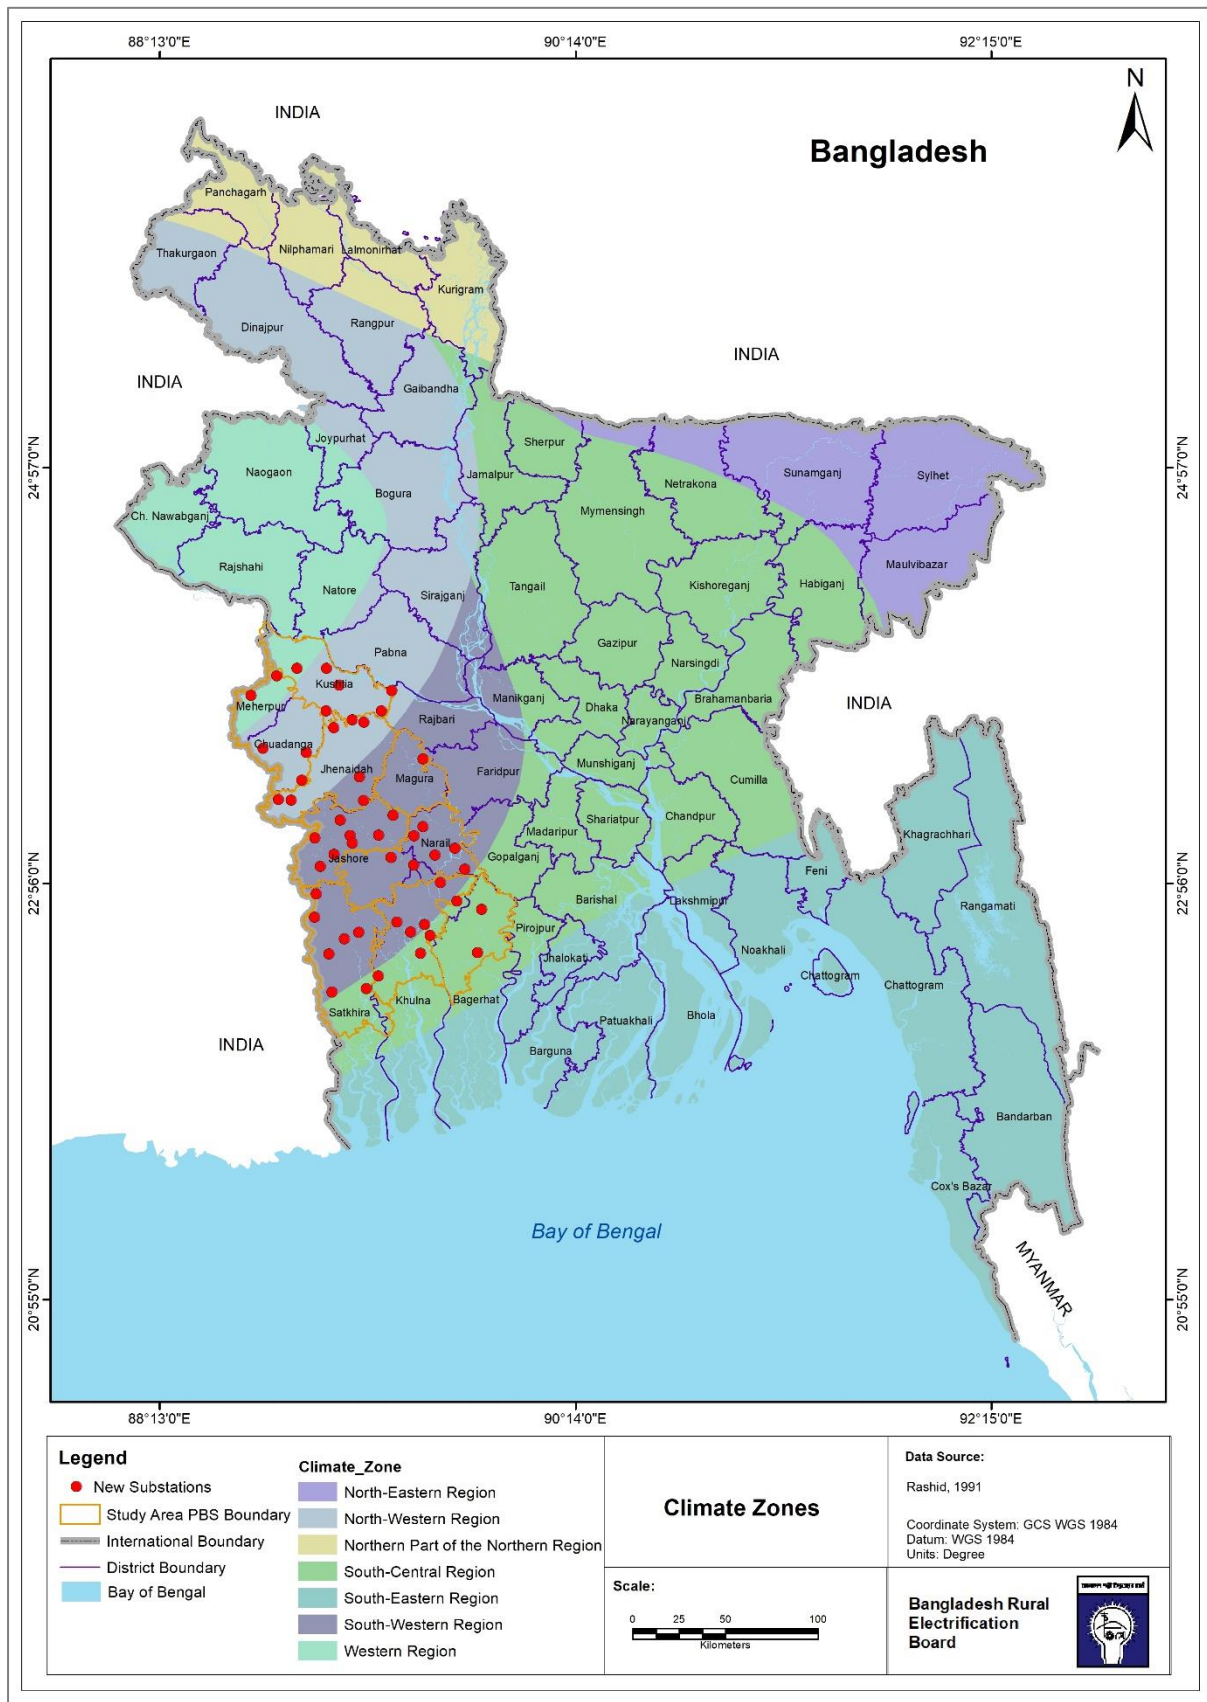 88°13'0"E
90°14'0"E
92°15'0"E
N
INDIA
Bangladesh
Panchagarh
Thakurgaon
Nilphamari
Lalmonirhat
Kurigram
Dinajpur
Rangpur
INDIA
INDIA
Gaibandha
Joypurhat
Sherpur
24°57'0"N
24°57'0"N
Naogaon
Jamalpur
Netrakona
Sunamganj
Sylhet
Bogura
Mymensingh
Ch. Nawabganj
Rajshahi
Maulvibazar
Natore
Sirajganj
Tangail
Kishoreganj
Habiganj
Gazipur
Pabna
Narsingdi
Kushtia
Manikganj
Brahamanbaria
Meherpur
Dhaka
Narayanganj
INDIA
Rajbari
Chuadanga
Munshiganj
Jhenaidah
Magura
Faridpur
Cumilla
Shariatpur
Chandpur
Madaripur
Khagrachhari
Narail
Jashore
Gopalganj
Feni
22°56'0"N
22°56'0"N
Barishal
Lakshmipur
Rangamati
Pirojpur
Noakhali
Jhalokati
Chattogram
Chattogram
Khulna
Bagerhat
Satkhira
Patuakhali
Bhola
INDIA
Barguna
Bandarban
Cox's Bazar
Bay of Bengal
MYANMAR
20°55'0"N
20°55'0"N
88°13'0"E
90°14'0"E
92°15'0"E
Legend
New Substations
Study Area PBS Boundary
International Boundary
District Boundary
Bay of Bengal
Climate_Zone
North-Eastern Region
North-Western Region
Northern Part of the Northern Region
South-Central Region
South-Eastern Region
South-Western Region
Western Region
Climate Zones
Scale:
0 25 50 100
Kilometers
Data Source:
Rashid, 1991
Coordinate System: GCS WGS 1984
Datum: WGS 1984
Units: Degree
Bangladesh Rural
Electrification
Board